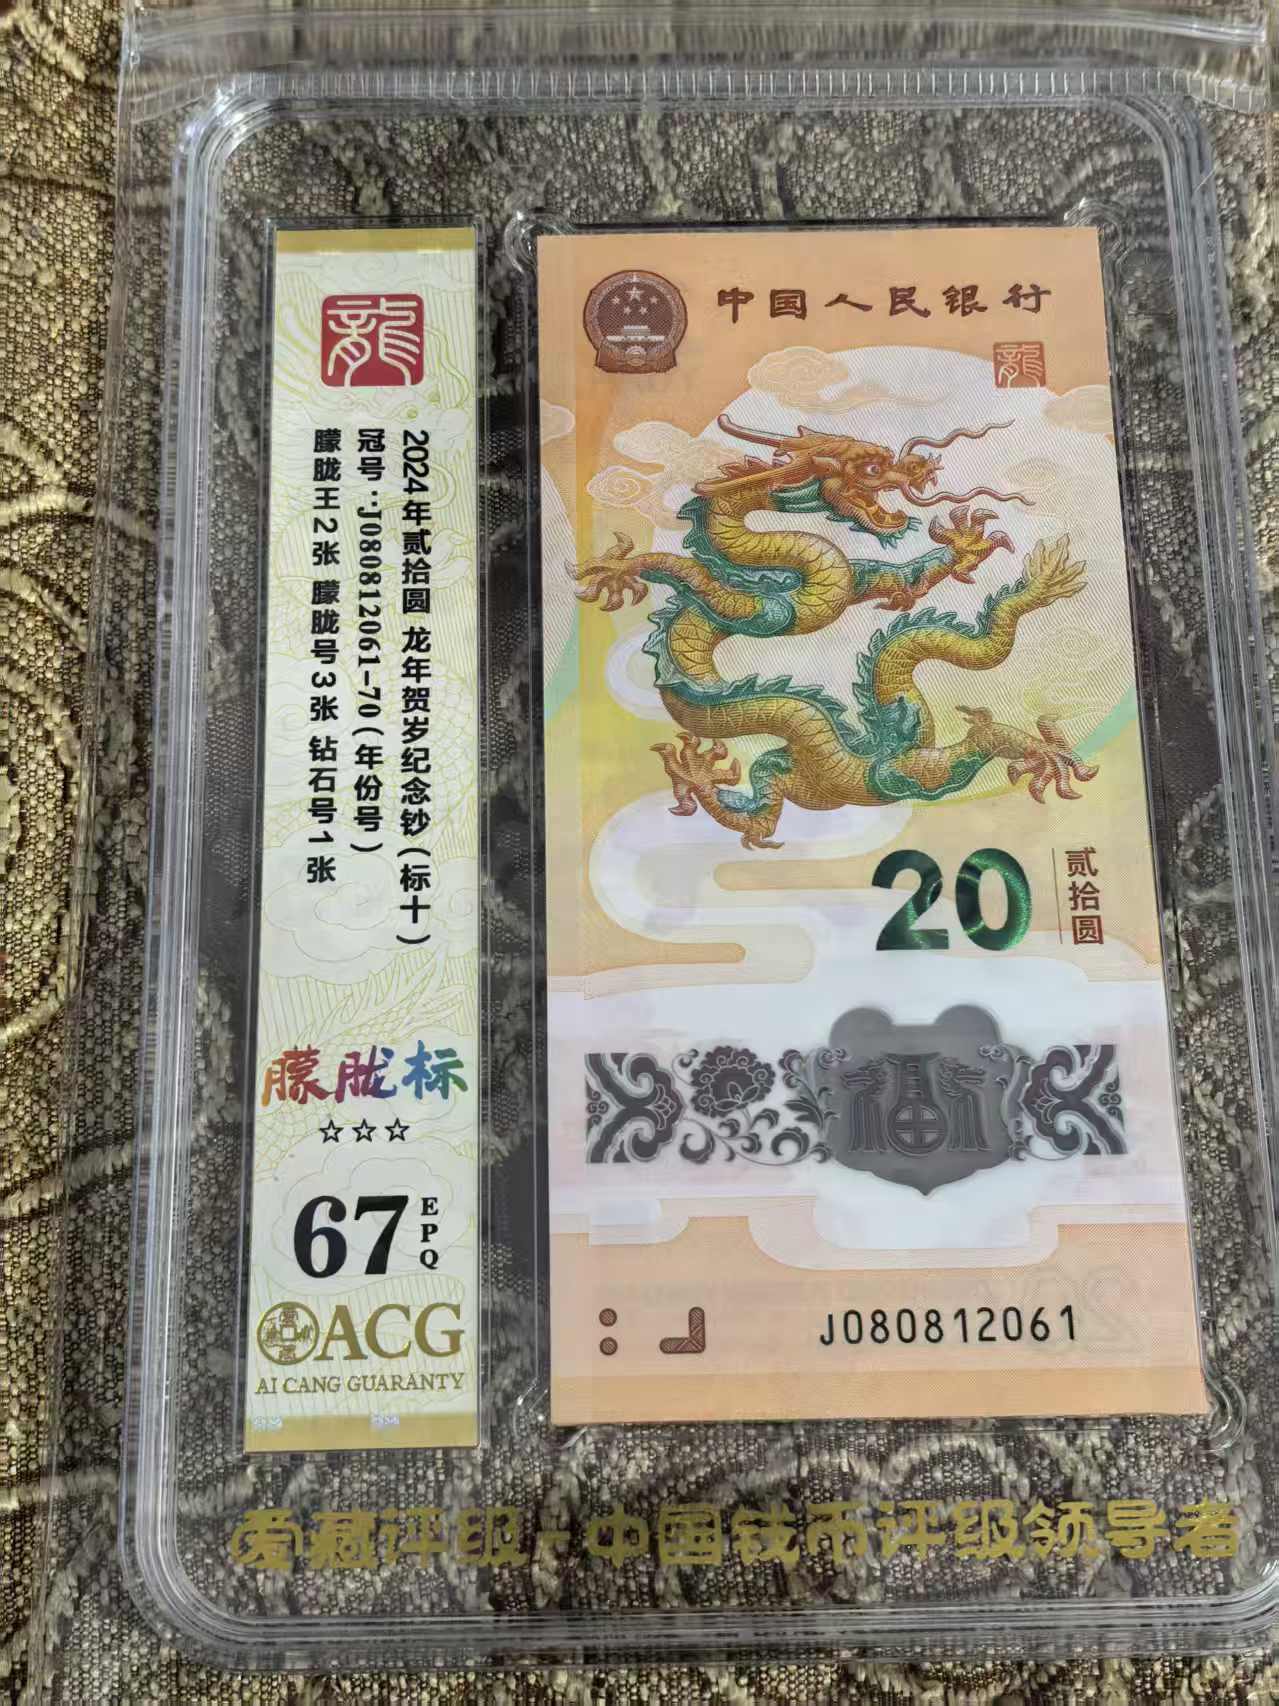 龍
2024年贰拾圆 龙年贺岁纪念钞(标十)
冠号:J080812061-70(年份号)
朦胧王2张 朦胧号3张 钻石号1张
朦胧标
☆☆☆
67 EPQ
ACG
AI CANG GUARANTY
中国人民银行
龍
20 贰拾圆
福
J080812061
爱藏评级-中国钱币评级领导者